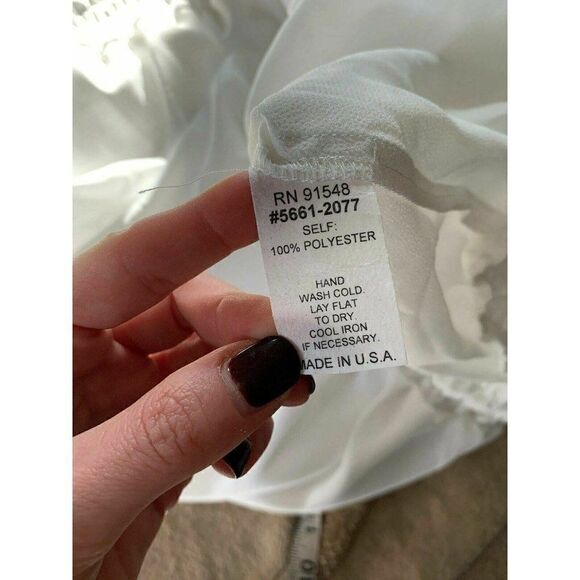 RN 91548
#5661-2077
SELF:
100% POLYESTER
HAND
WASH COLD.
LAY FLAT
TO DRY.
COOL IRON
IF NECESSARY.
MADE IN U.S.A.